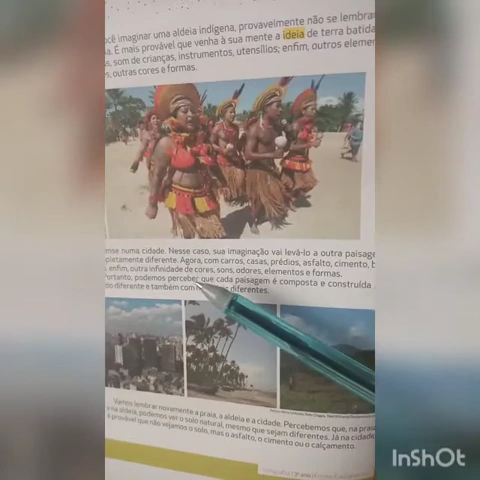 ocê imaginar uma aldeia indígena, provavelmente não se lembrar
a. É mais provável que venha à sua mente a ideia de terra batida
s, som de crianças, instrumentos, utensílios; enfim, outros elemen
s, outras cores e formas.
nse numa cidade. Nesse caso, sua imaginação vai levá-lo a outra paisage
pletamente diferente. Agora, com carros, casas, prédios, asfalto, cimento, b
enfim, outra infinidade de cores, sons, odores, elementos e formas.
ortanto, podemos perceber que cada paisagem é composta e construída
do diferente e também com diferentes.
Vamos lembrar novamente a praia, a aldeia e a cidade. Percebemos que, na praia
na aldeia, podemos ver o solo natural, mesmo que sejam diferentes. Já na cidade
é provável que não vejamos o solo, mas o asfalto, o cimento ou o calçamento.
InShOt